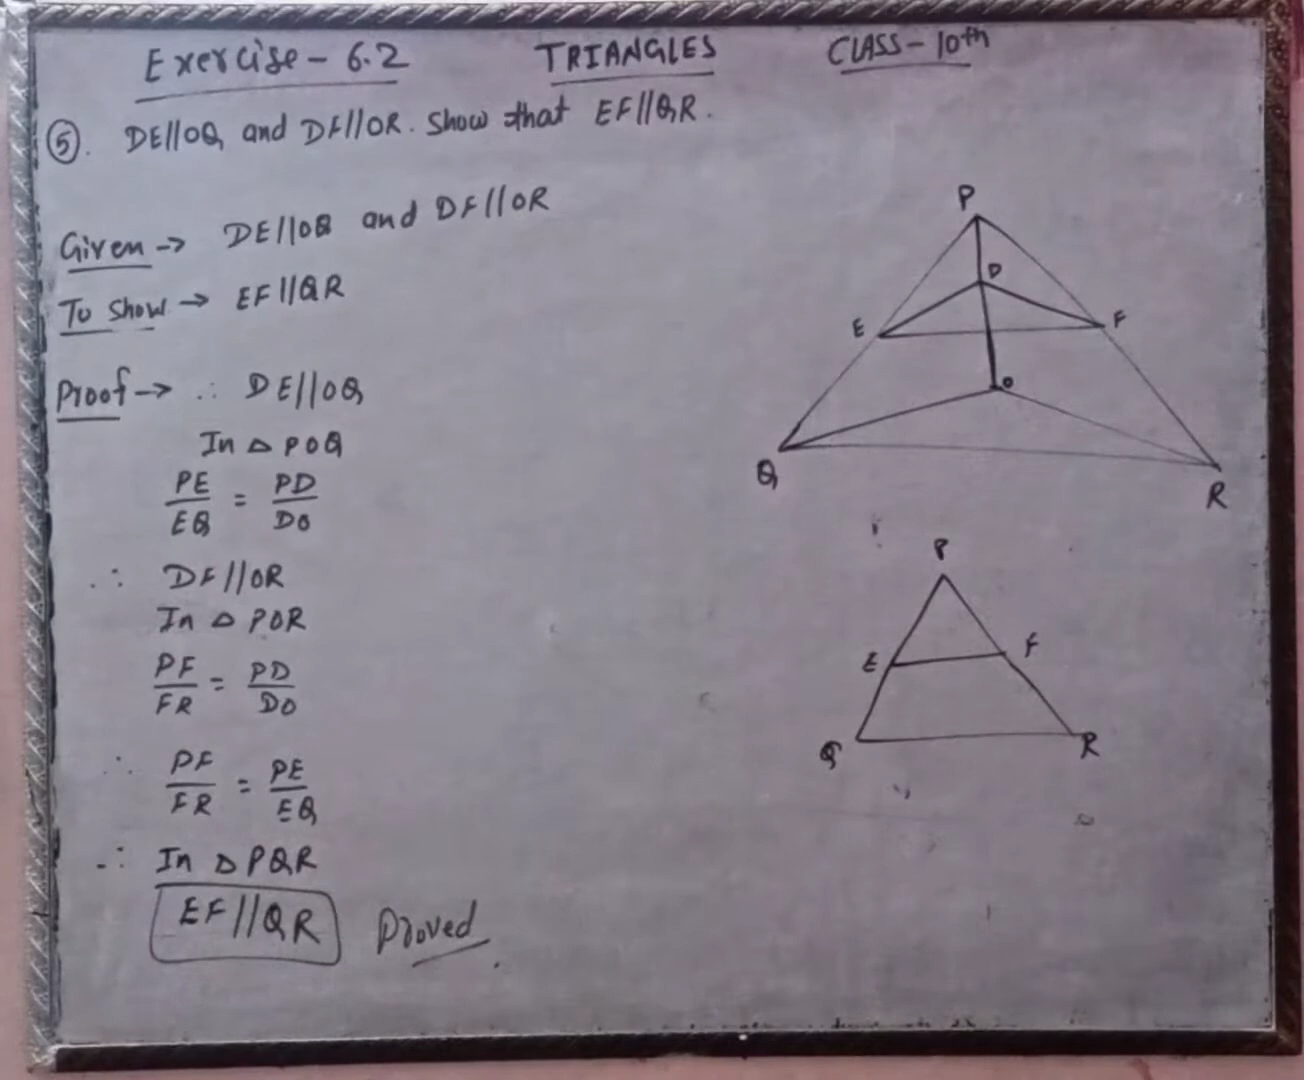 Exercise - 6.2 TRIANGLES CLASS - 10th
⑤. DE||OQ and DF||OR. Show that EF||QR.
Given → DE||OQ and DF||OR
To Show → EF||QR
Proof → ∴ DE||OQ
In △ POQ
PE/EQ = PD/DO
∴ DF||OR
In △ POR
PF/FR = PD/DO
∴ PF/FR = PE/EQ
∴ In △ PQR
EF||QR Proved.
P
D
E F
O
Q
R
P
E F
Q R